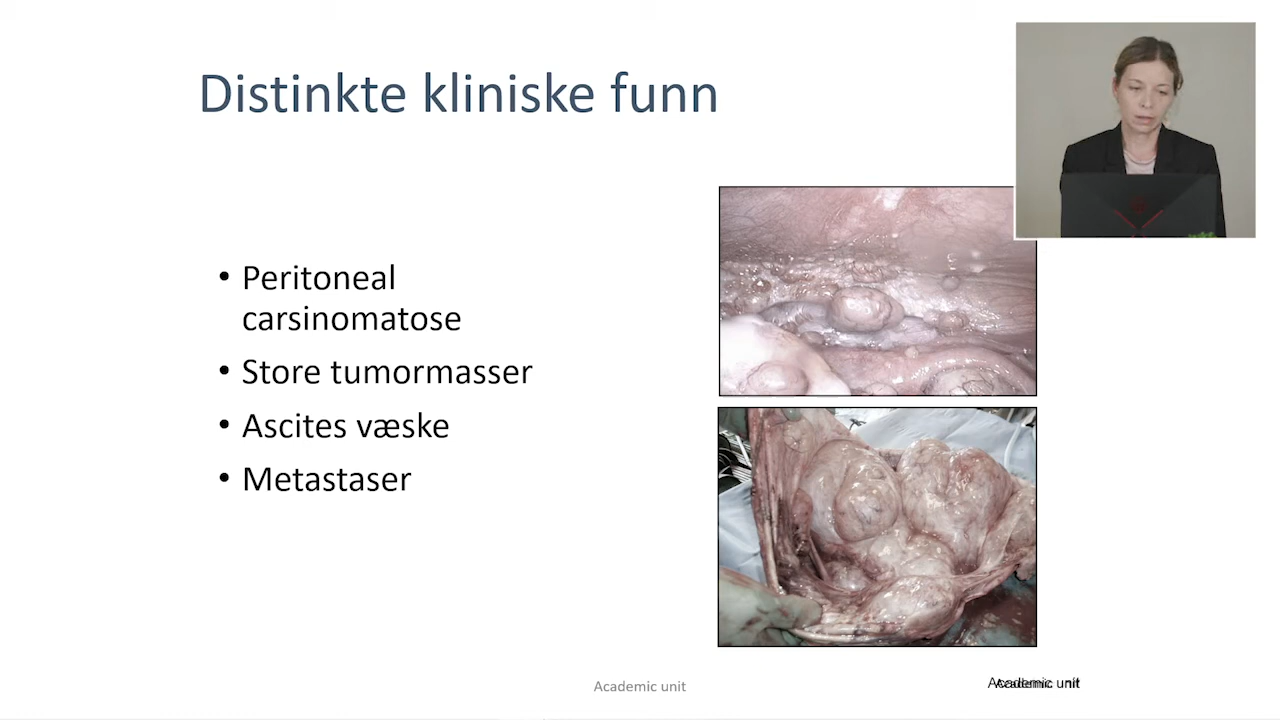 Distinkte kliniske funn
• Peritoneal
carsinomatose
• Store tumormasser
• Ascites væske
• Metastaser
Academic unit
Academic unit